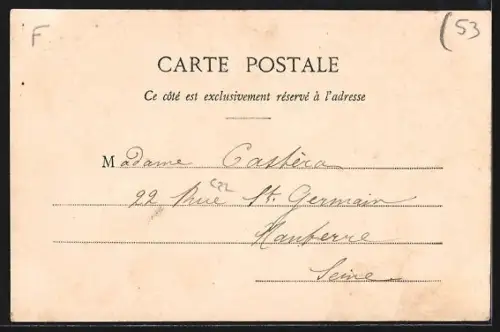 F
(53
CARTE POSTALE
Ce côté est exclusivement réservé à l'adresse
Madame Castéra
22 Rue St. Germain
Nanterre
Seine